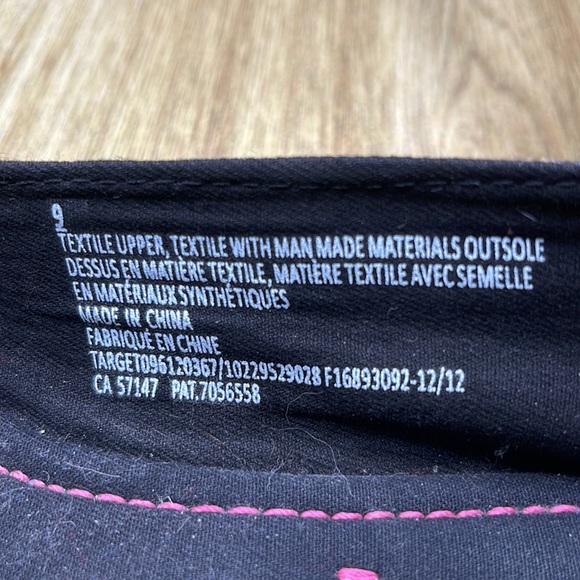 9
TEXTILE UPPER, TEXTILE WITH MAN MADE MATERIALS OUTSOLE
DESSUS EN MATIÈRE TEXTILE, MATIÈRE TEXTILE AVEC SEMELLE
EN MATÉRIAUX SYNTHÉTIQUES
MADE IN CHINA
FABRIQUÉ EN CHINE
TARGET096120367/10229529028 F16893092-12/12
CA 57147 PAT.7056558